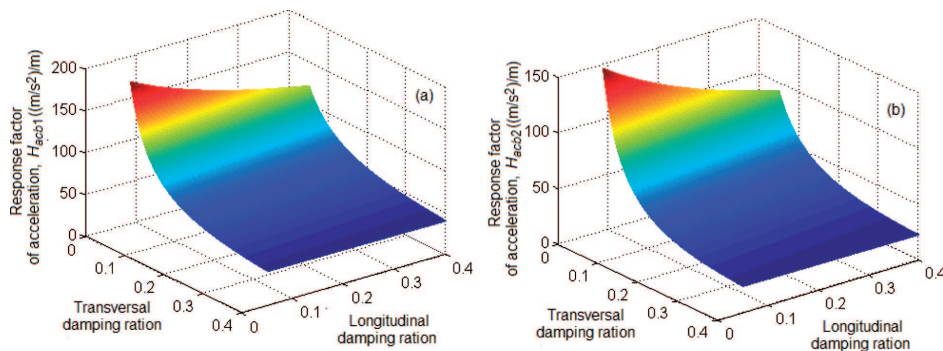 200
150
100
50
0
Response factor
of acceleration, Hacb1((m/s²)/m)
(a)
0
0.1
0.2
0.3
0.4
Transversal
damping ration
0
0.1
0.2
0.3
0.4
Longitudinal
damping ration
150
100
50
0
Response factor
of acceleration, Hacb2((m/s²)/m)
(b)
0
0.1
0.2
0.3
0.4
Transversal
damping ration
0
0.1
0.2
0.3
0.4
Longitudinal
damping ration